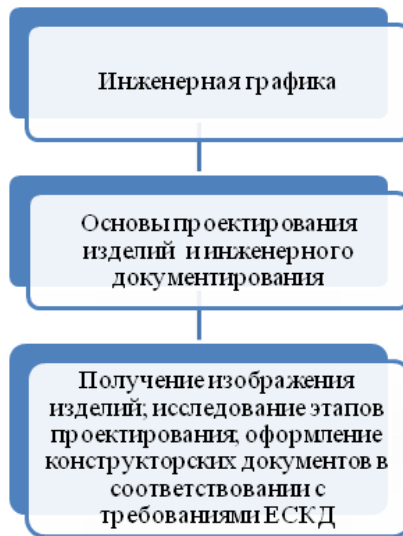 Инженерная графика
Основы проектирования
изделий и инженерного
документирования
Получение изображения
изделий; исследование этапов
проектирования; оформление
конструкторских документов в
соответствовании с
требованиями ЕСКД